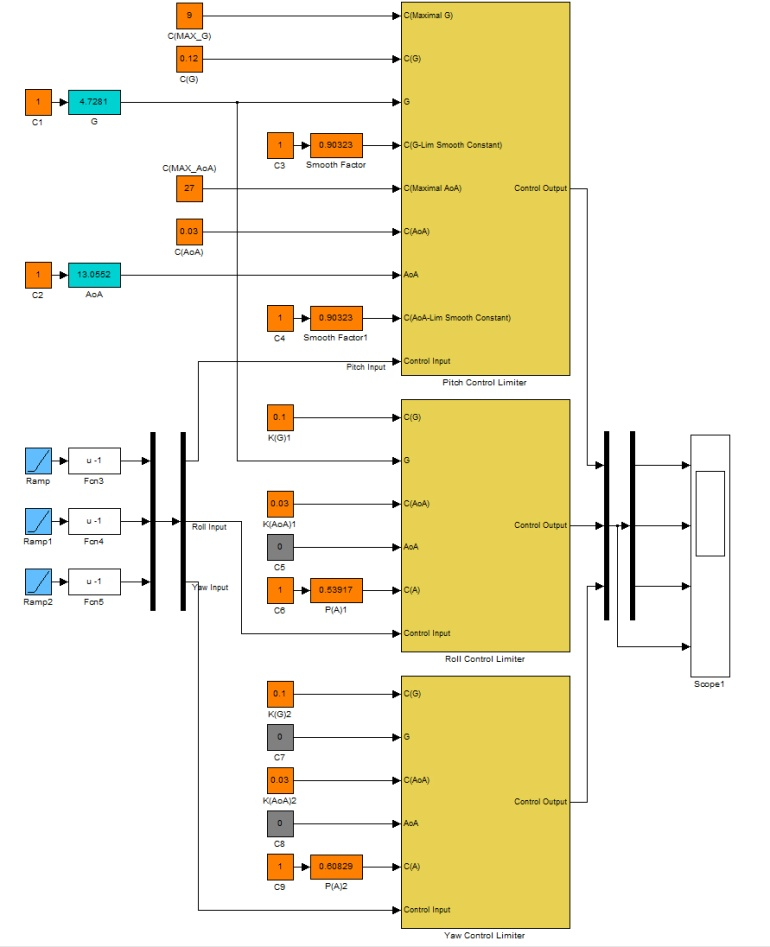 9
C(MAX_G)
C(Maximal G)
0.12
C(G)
C(G)
1
C1
4.7281
G
G
1
C3
0.90323
Smooth Factor
C(G-Lim Smooth Constant)
C(MAX_AoA)
27
C(Maximal AoA)
Control Output
0.03
C(AoA)
C(AoA)
1
C2
13.0552
AoA
AoA
1
C4
0.90323
Smooth Factor1
C(AoA-Lim Smooth Constant)
Pitch Input
Control Input
Pitch Control Limiter
0.1
K(G)1
C(G)
G
Ramp
u -1
Fcn3
0.03
K(AoA)1
C(AoA)
Ramp1
u -1
Fcn4
Roll Input
Control Output
0
C5
AoA
Ramp2
u -1
Fcn5
Yaw Input
1
C6
0.53917
P(A)1
C(A)
Control Input
Roll Control Limiter
Scope1
0.1
K(G)2
C(G)
0
C7
G
0.03
K(AoA)2
C(AoA)
Control Output
0
C8
AoA
1
C9
0.60829
P(A)2
C(A)
Control Input
Yaw Control Limiter